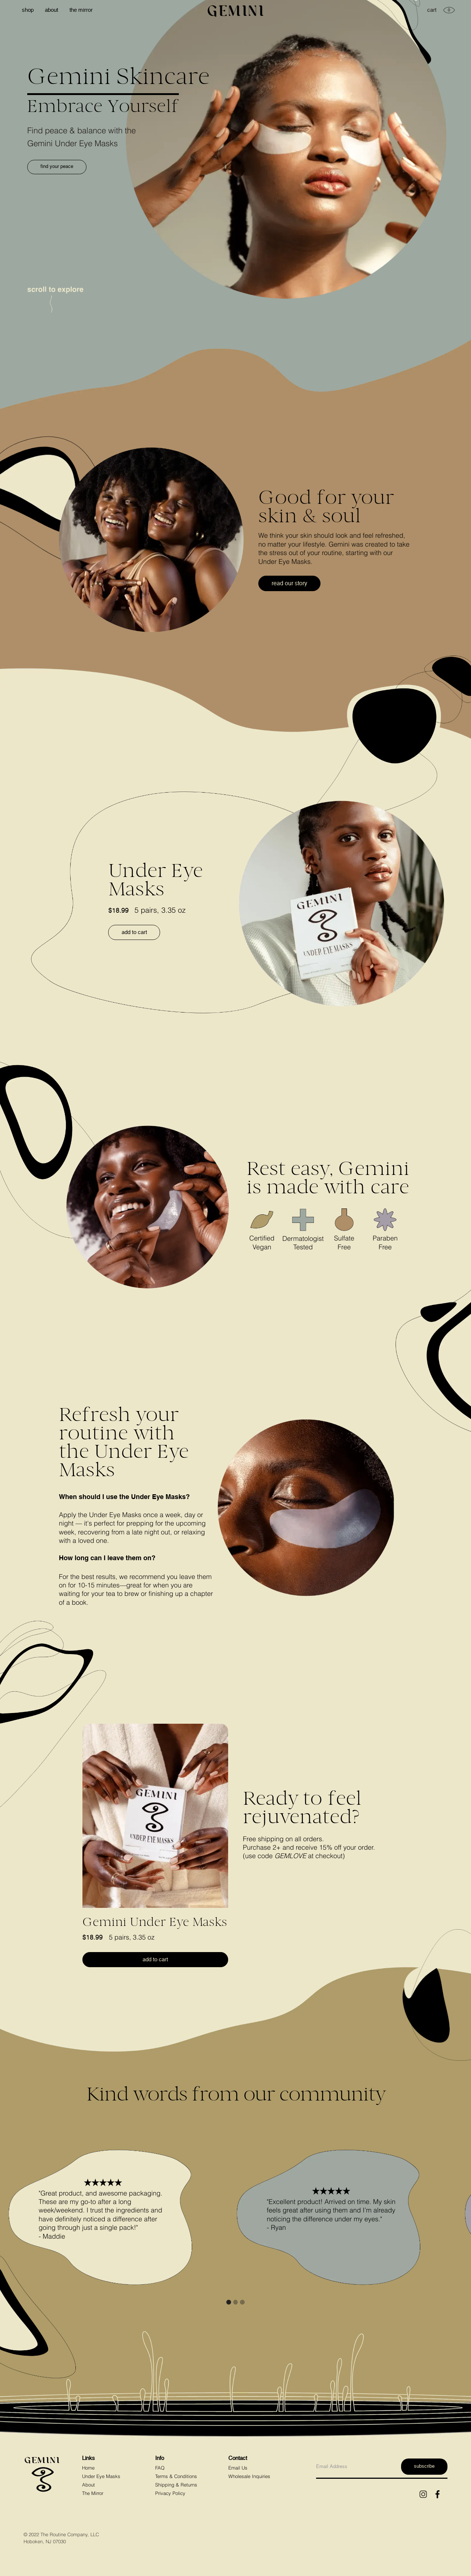 shop about the mirror
GEMINI
cart
Gemini Skincare
Embrace Yourself
Find peace & balance with the
Gemini Under Eye Masks
find your peace
scroll to explore
Good for your
skin & soul
We think your skin should look and feel refreshed,
no matter your lifestyle. Gemini was created to take
the stress out of your routine, starting with our
Under Eye Masks.
read our story
Under Eye
Masks
$18.99 5 pairs, 3.35 oz
add to cart
GEMINI
UNDER EYE MASKS
Rest easy, Gemini
is made with care
Certified
Vegan
Dermatologist
Tested
Sulfate
Free
Paraben
Free
Refresh your
routine with
the Under Eye
Masks
When should I use the Under Eye Masks?
Apply the Under Eye Masks once a week, day or
night — it's perfect for prepping for the upcoming
week, recovering from a late night out, or relaxing
with a loved one.
How long can I leave them on?
For the best results, we recommend you leave them
on for 10-15 minutes—great for when you are
waiting for your tea to brew or finishing up a chapter
of a book.
GEMINI
UNDER EYE MASKS
Ready to feel
rejuvenated?
Free shipping on all orders.
Purchase 2+ and receive 15% off your order.
(use code GEMLOVE at checkout)
Gemini Under Eye Masks
$18.99 5 pairs, 3.35 oz
add to cart
Kind words from our community
"Great product, and awesome packaging.
These are my go-to after a long
week/weekend. I trust the ingredients and
have definitely noticed a difference after
going through just a single pack!"
- Maddie
"Excellent product! Arrived on time. My skin
feels great after using them and I'm already
noticing the difference under my eyes."
- Ryan
GEMINI
Links
Home
Under Eye Masks
About
The Mirror
Info
FAQ
Terms & Conditions
Shipping & Returns
Privacy Policy
Contact
Email Us
Wholesale Inquiries
Email Address
subscribe
© 2022 The Routine Company, LLC
Hoboken, NJ 07030